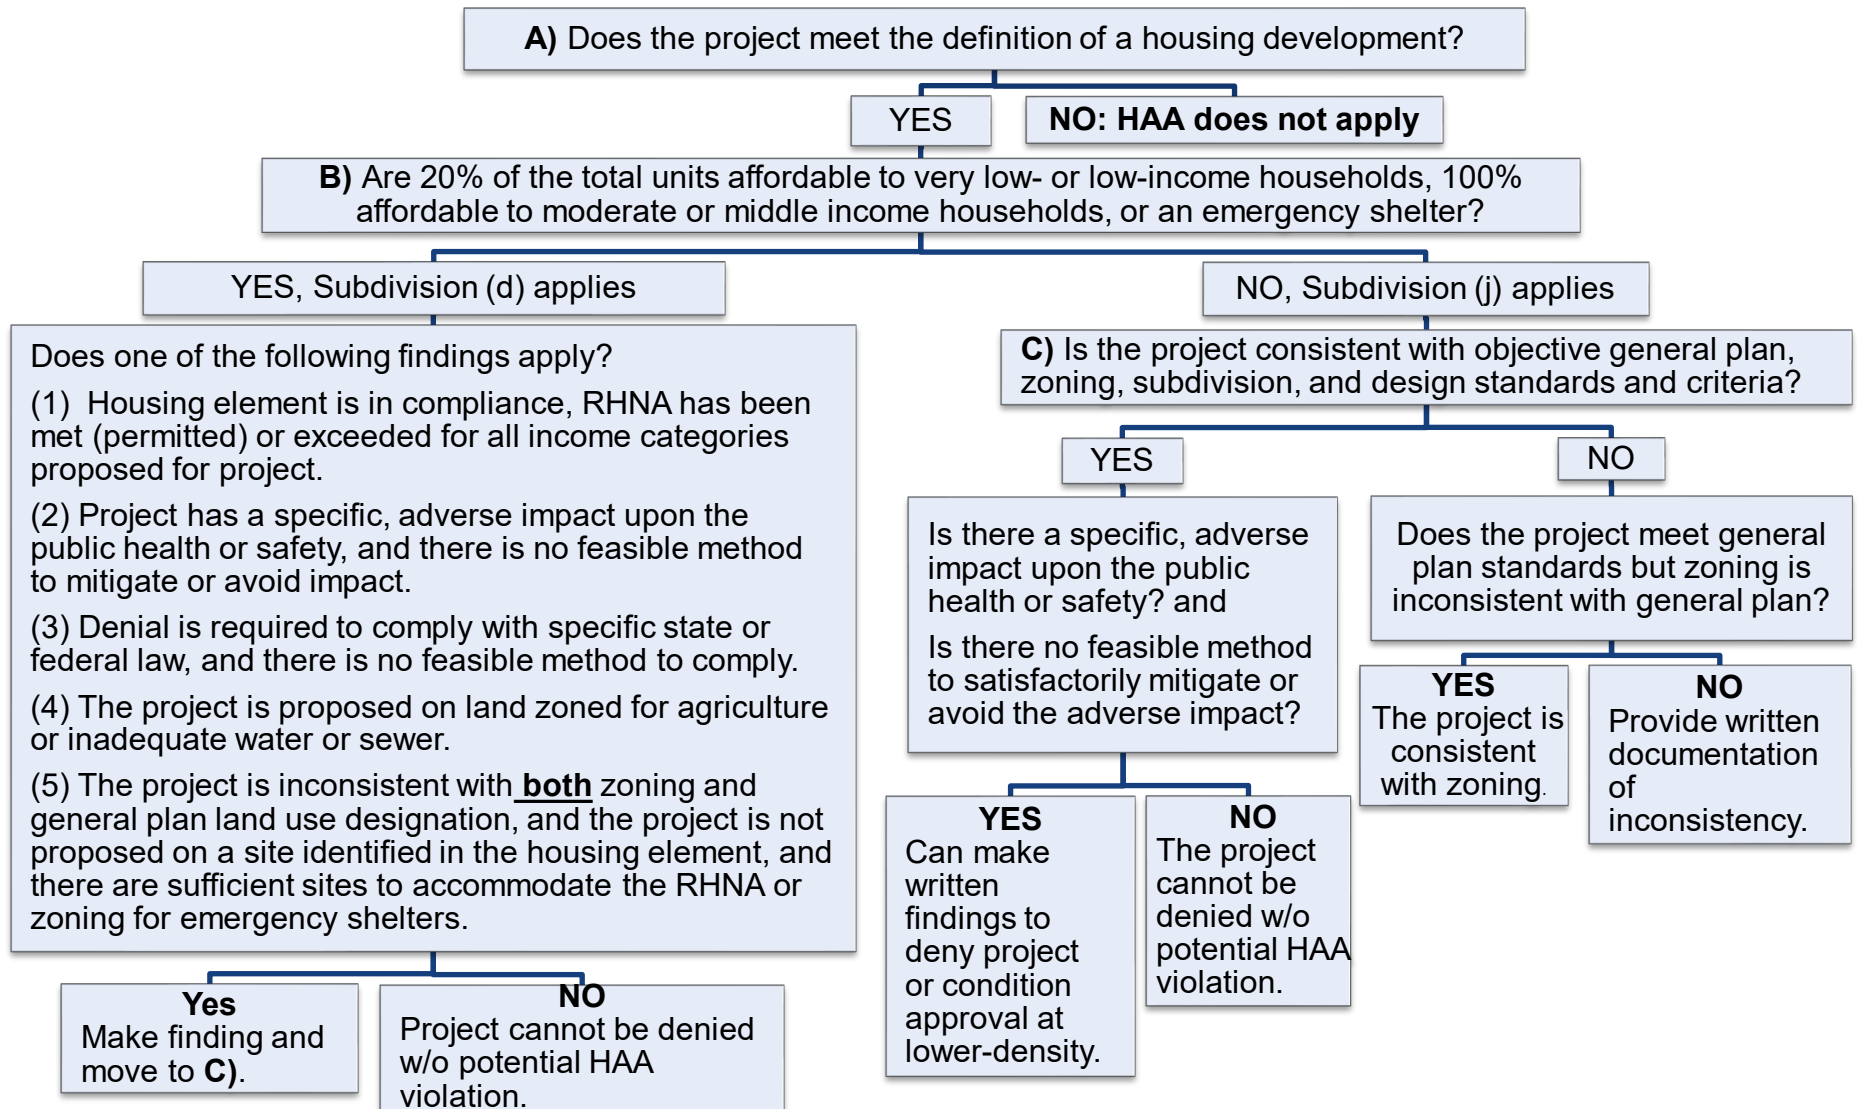 A) Does the project meet the definition of a housing development?
YES
NO: HAA does not apply
B) Are 20% of the total units affordable to very low- or low-income households, 100%
affordable to moderate or middle income households, or an emergency shelter?
YES, Subdivision (d) applies
NO, Subdivision (j) applies
Does one of the following findings apply?
(1) Housing element is in compliance, RHNA has been
met (permitted) or exceeded for all income categories
proposed for project.
(2) Project has a specific, adverse impact upon the
public health or safety, and there is no feasible method
to mitigate or avoid impact.
(3) Denial is required to comply with specific state or
federal law, and there is no feasible method to comply.
(4) The project is proposed on land zoned for agriculture
or inadequate water or sewer.
(5) The project is inconsistent with both zoning and
general plan land use designation, and the project is not
proposed on a site identified in the housing element, and
there are sufficient sites to accommodate the RHNA or
zoning for emergency shelters.
Yes
Make finding and
move to C).
NO
Project cannot be denied
w/o potential HAA
violation.
C) Is the project consistent with objective general plan,
zoning, subdivision, and design standards and criteria?
YES
NO
Is there a specific, adverse
impact upon the public
health or safety? and
Is there no feasible method
to satisfactorily mitigate or
avoid the adverse impact?
YES
Can make
written
findings to
deny project
or condition
approval at
lower-density.
NO
The project
cannot be
denied w/o
potential HAA
violation.
Does the project meet general
plan standards but zoning is
inconsistent with general plan?
YES
The project is
consistent
with zoning.
NO
Provide written
documentation
of
inconsistency.